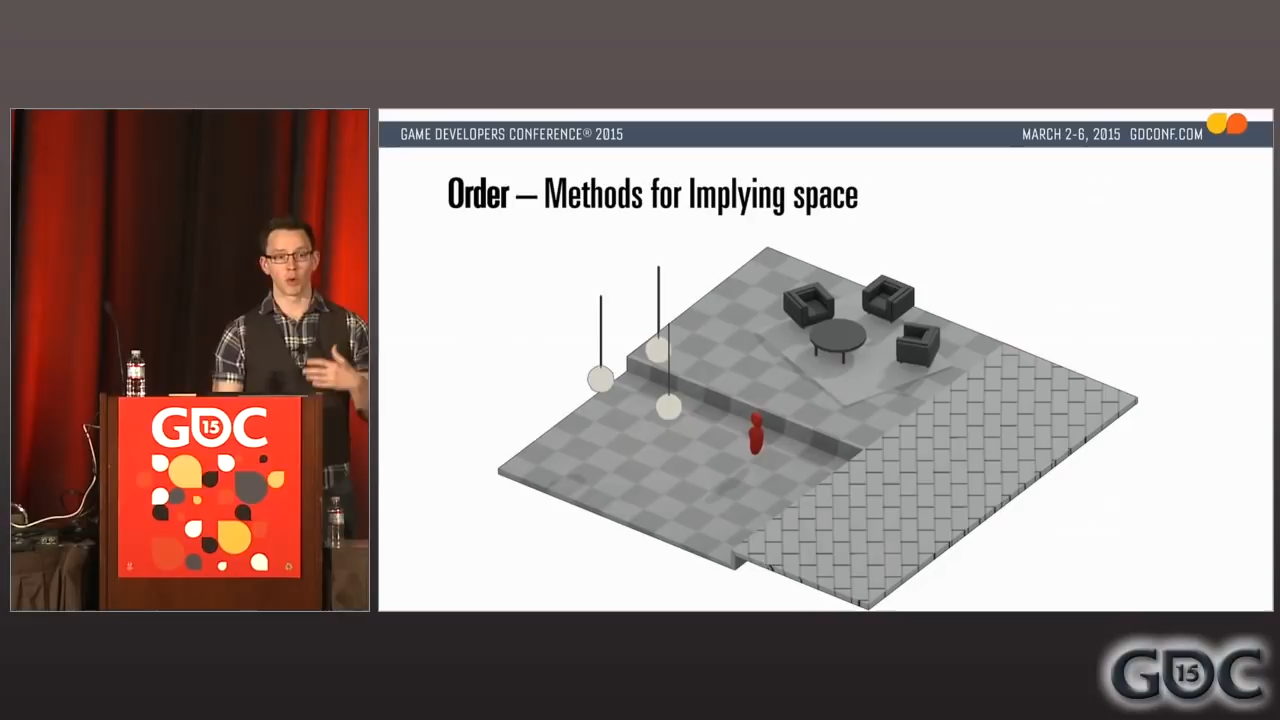 GAME DEVELOPERS CONFERENCE® 2015
MARCH 2-6, 2015 GDCONF.COM
Order – Methods for Implying space
GDC
15
GDC
15